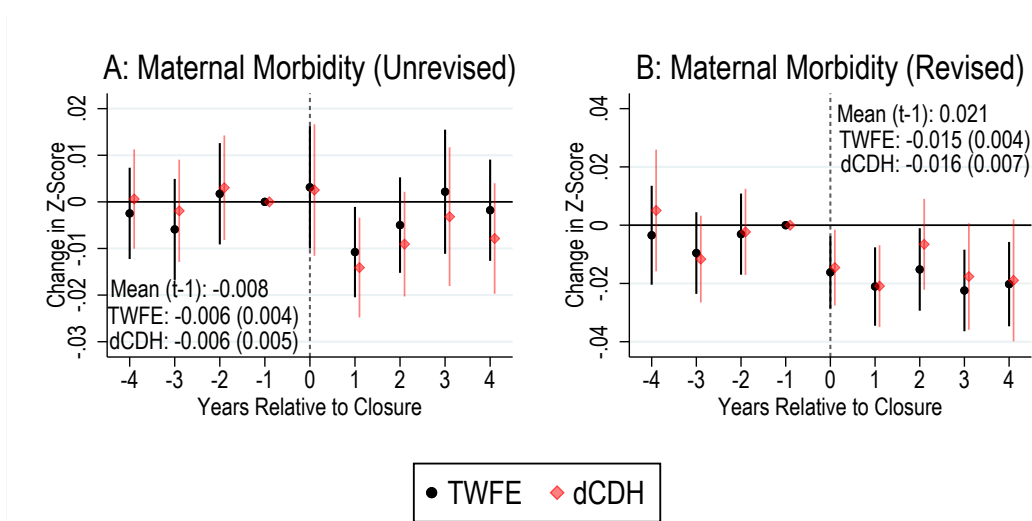 A: Maternal Morbidity (Unrevised)
Change in Z-Score
.02
.01
0
-.01
-.02
-.03
Mean (t-1): -0.008
TWFE: -0.006 (0.004)
dCDH: -0.006 (0.005)
-4 -3 -2 -1 0 1 2 3 4
Years Relative to Closure
B: Maternal Morbidity (Revised)
Change in Z-Score
.04
.02
0
-.02
-.04
Mean (t-1): 0.021
TWFE: -0.015 (0.004)
dCDH: -0.016 (0.007)
-4 -3 -2 -1 0 1 2 3 4
Years Relative to Closure
TWFE dCDH